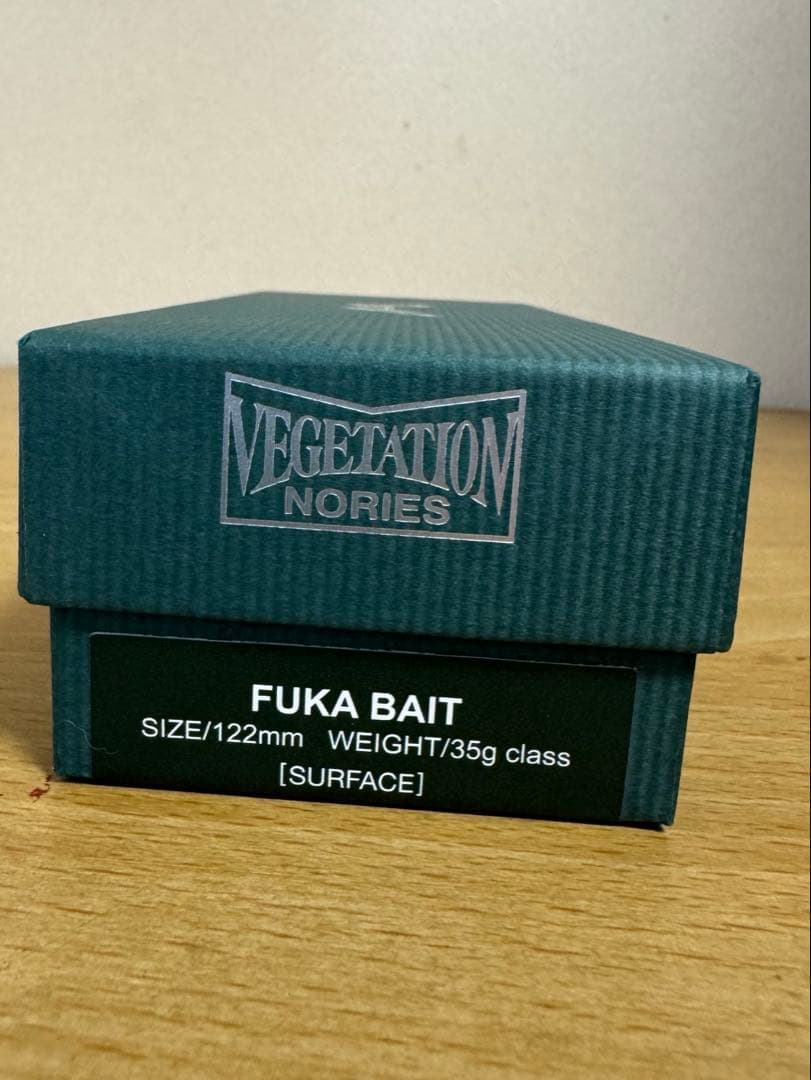 VEGETATION
NORIES
FUKA BAIT
SIZE/122mm WEIGHT/35g class
[SURFACE]